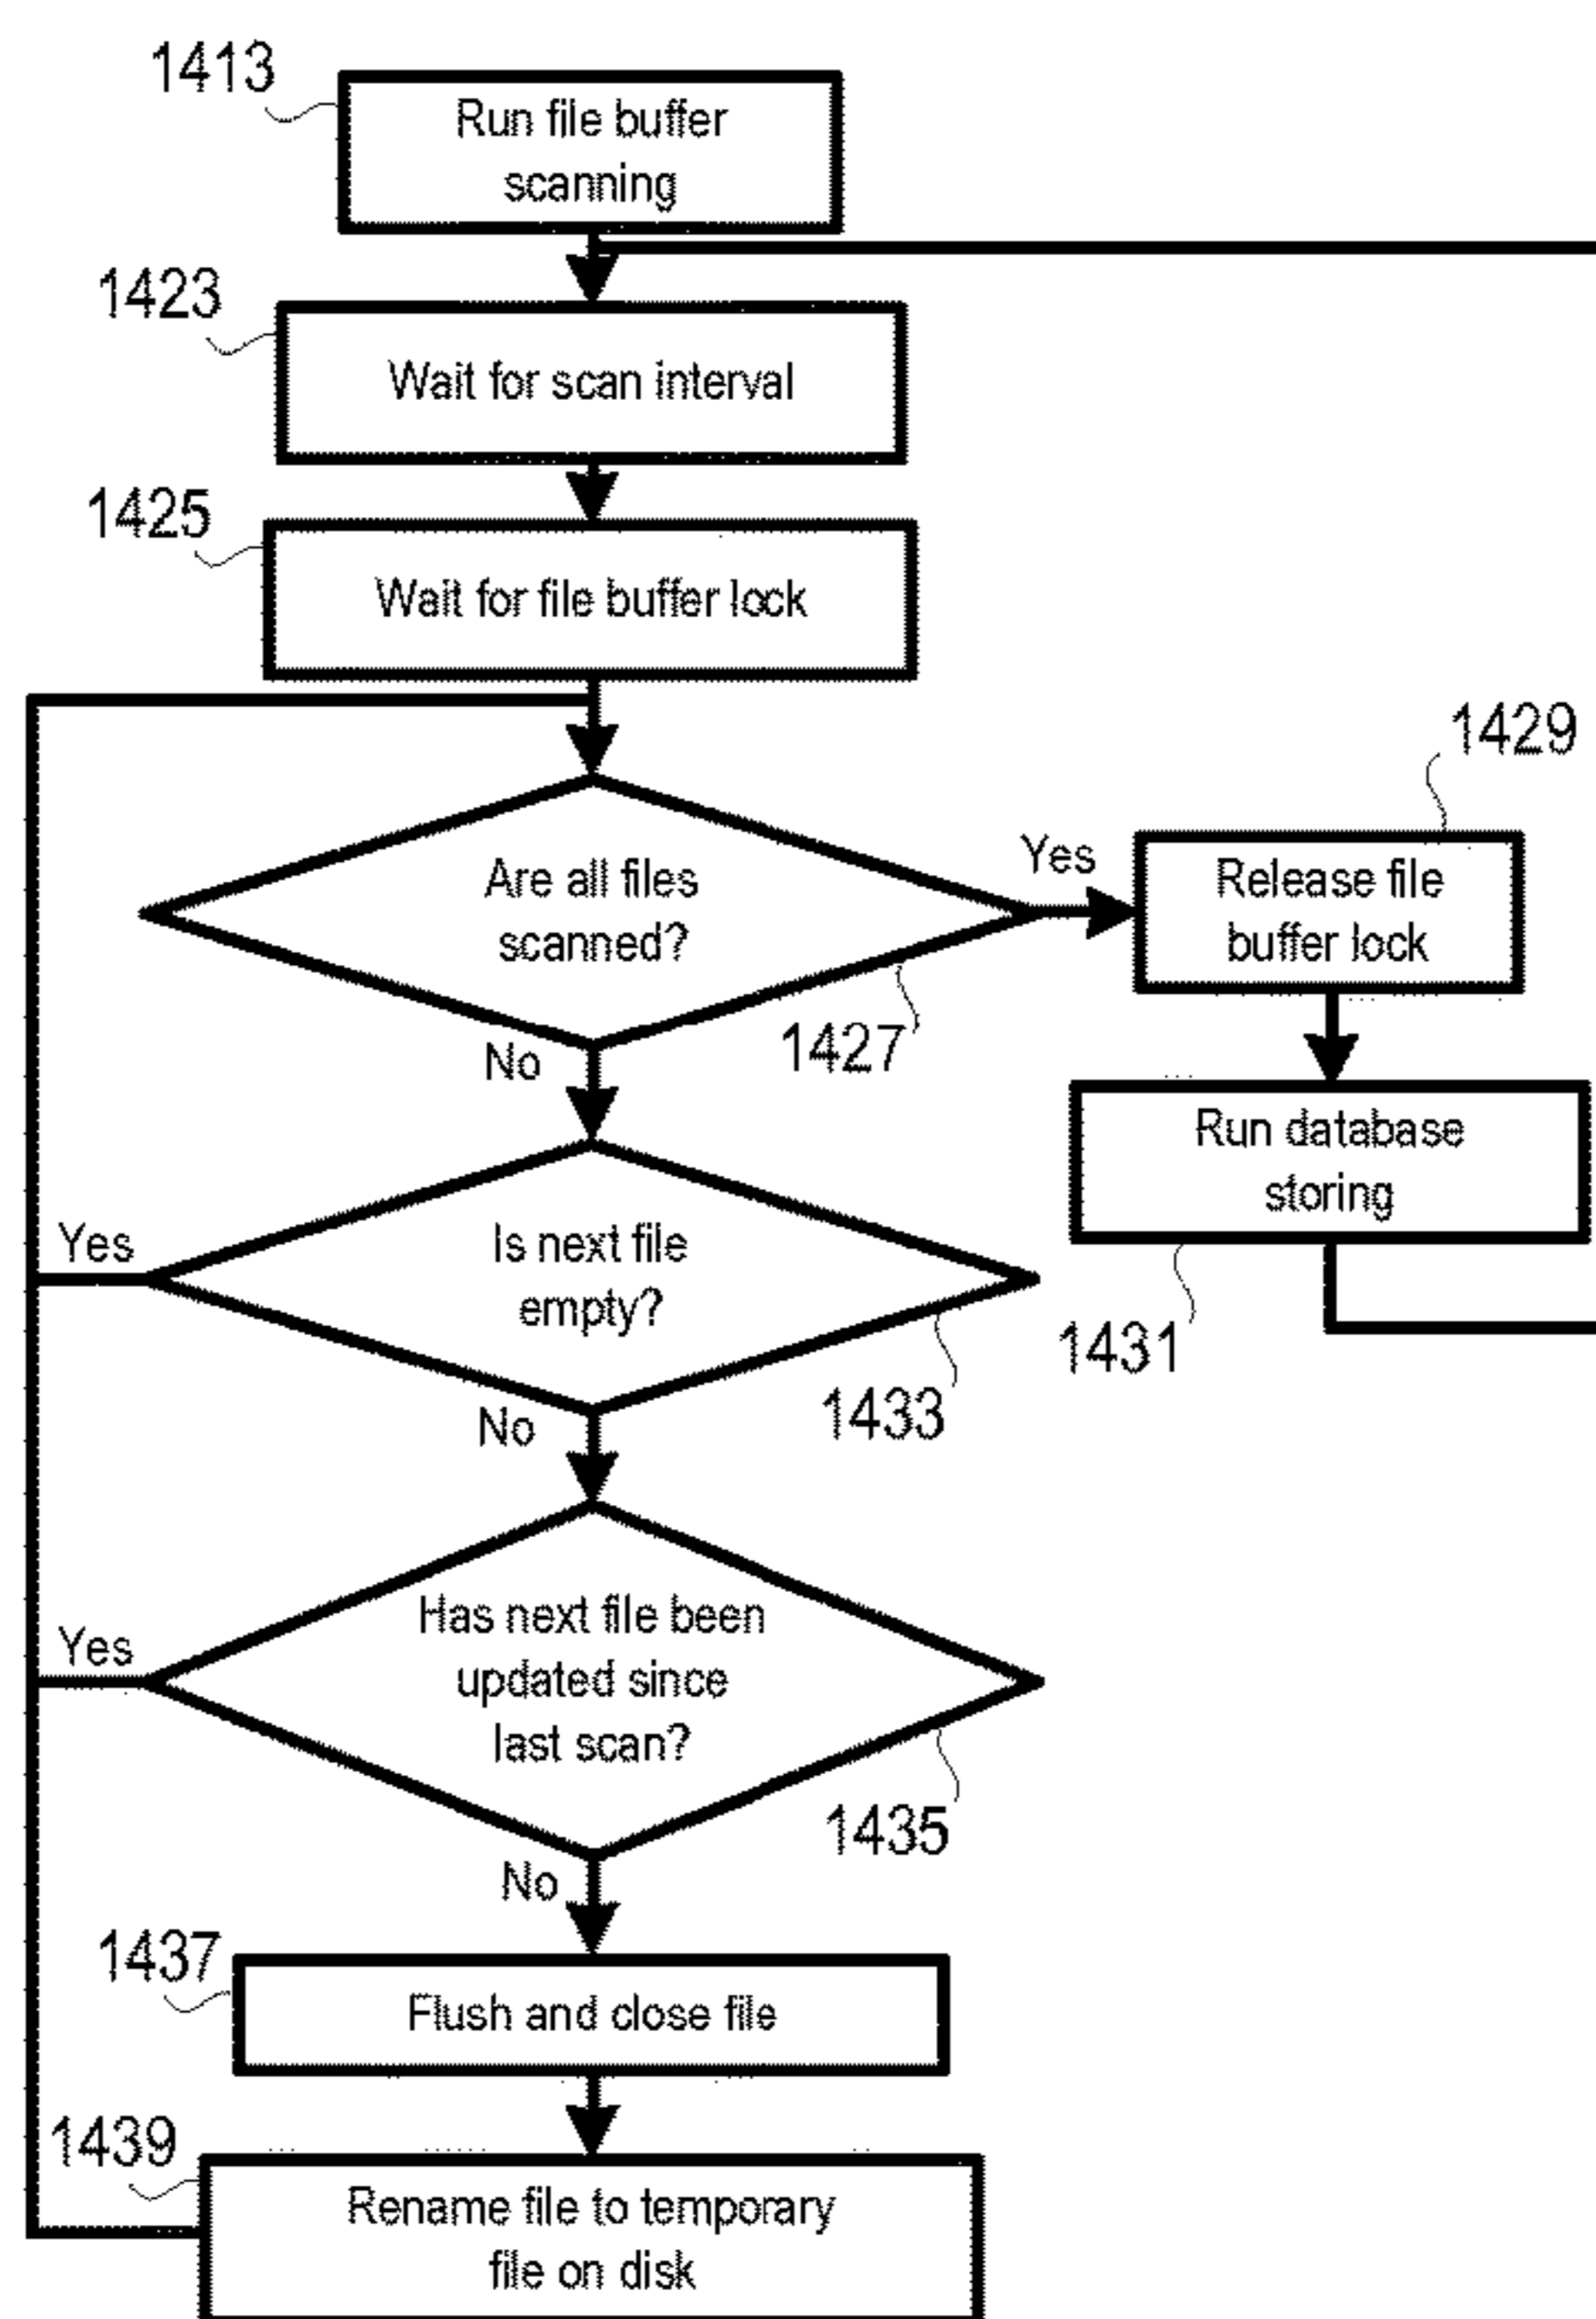 1413
Run file buffer
scanning
1423
Wait for scan interval
1425
Wait for file buffer lock
1429
Are all files
scanned?
Yes
Release file
buffer lock
1427
No
Run database
storing
1431
Yes
Is next file
empty?
1433
No
Yes
Has next file been
updated since
last scan?
1435
No
1437
Flush and close file
1439
Rename file to temporary
file on disk